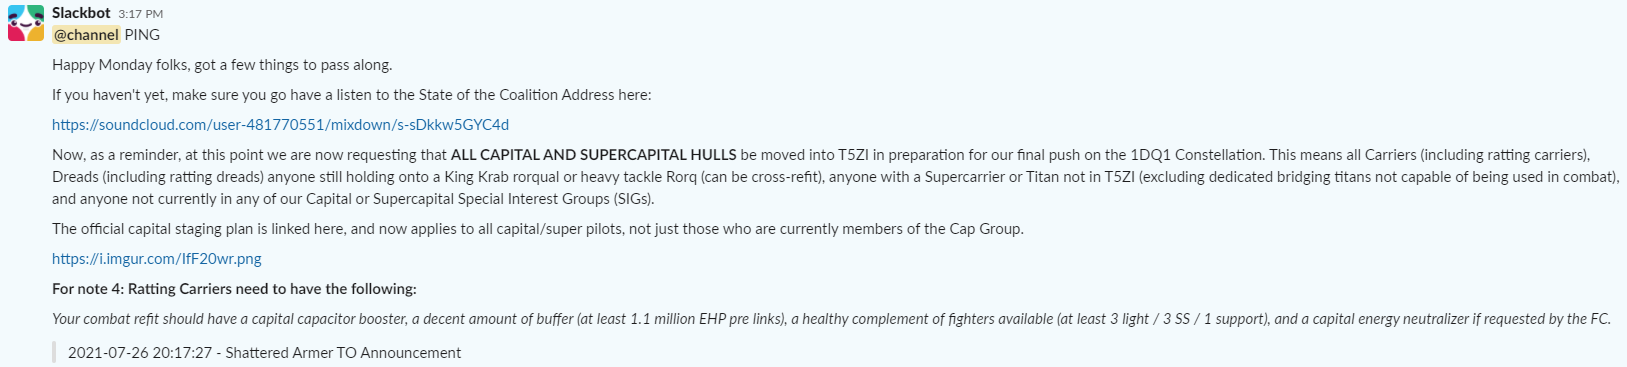 Slackbot 3:17 PM
@channel PING
Happy Monday folks, got a few things to pass along.
If you haven't yet, make sure you go have a listen to the State of the Coalition Address here:
https://soundcloud.com/user-481770551/mixdown/s-sDkkw5GYC4d
Now, as a reminder, at this point we are now requesting that ALL CAPITAL AND SUPERCAPITAL HULLS be moved into T5ZI in preparation for our final push on the 1DQ1 Constellation. This means all Carriers (including ratting carriers),
Dreads (including ratting dreads) anyone still holding onto a King Krab rorqual or heavy tackle Rorq (can be cross-refit), anyone with a Supercarrier or Titan not in T5ZI (excluding dedicated bridging titans not capable of being used in combat),
and anyone not currently in any of our Capital or Supercapital Special Interest Groups (SIGs).
The official capital staging plan is linked here, and now applies to all capital/super pilots, not just those who are currently members of the Cap Group.
https://i.imgur.com/IfF20wr.png
For note 4: Ratting Carriers need to have the following:
Your combat refit should have a capital capacitor booster, a decent amount of buffer (at least 1.1 million EHP pre links), a healthy complement of fighters available (at least 3 light / 3 SS / 1 support), and a capital energy neutralizer if requested by the FC.
2021-07-26 20:17:27 - Shattered Armer TO Announcement